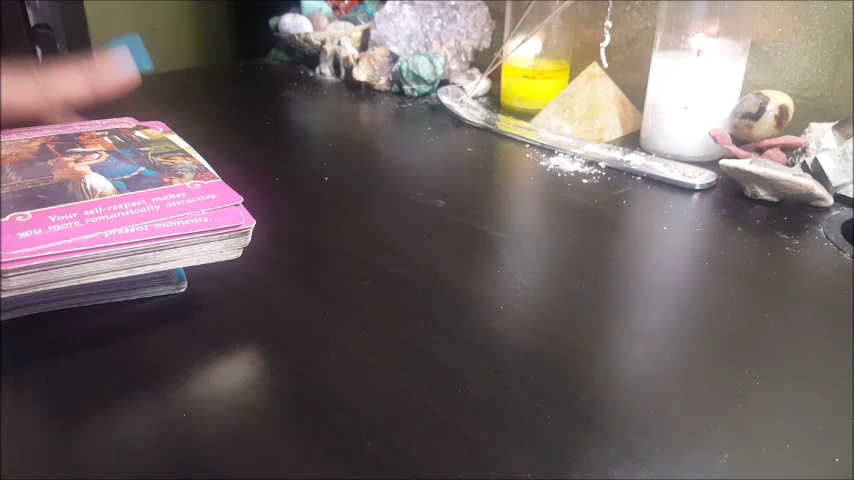 Your self-respect makes
you more romantically attractive.
present moments.